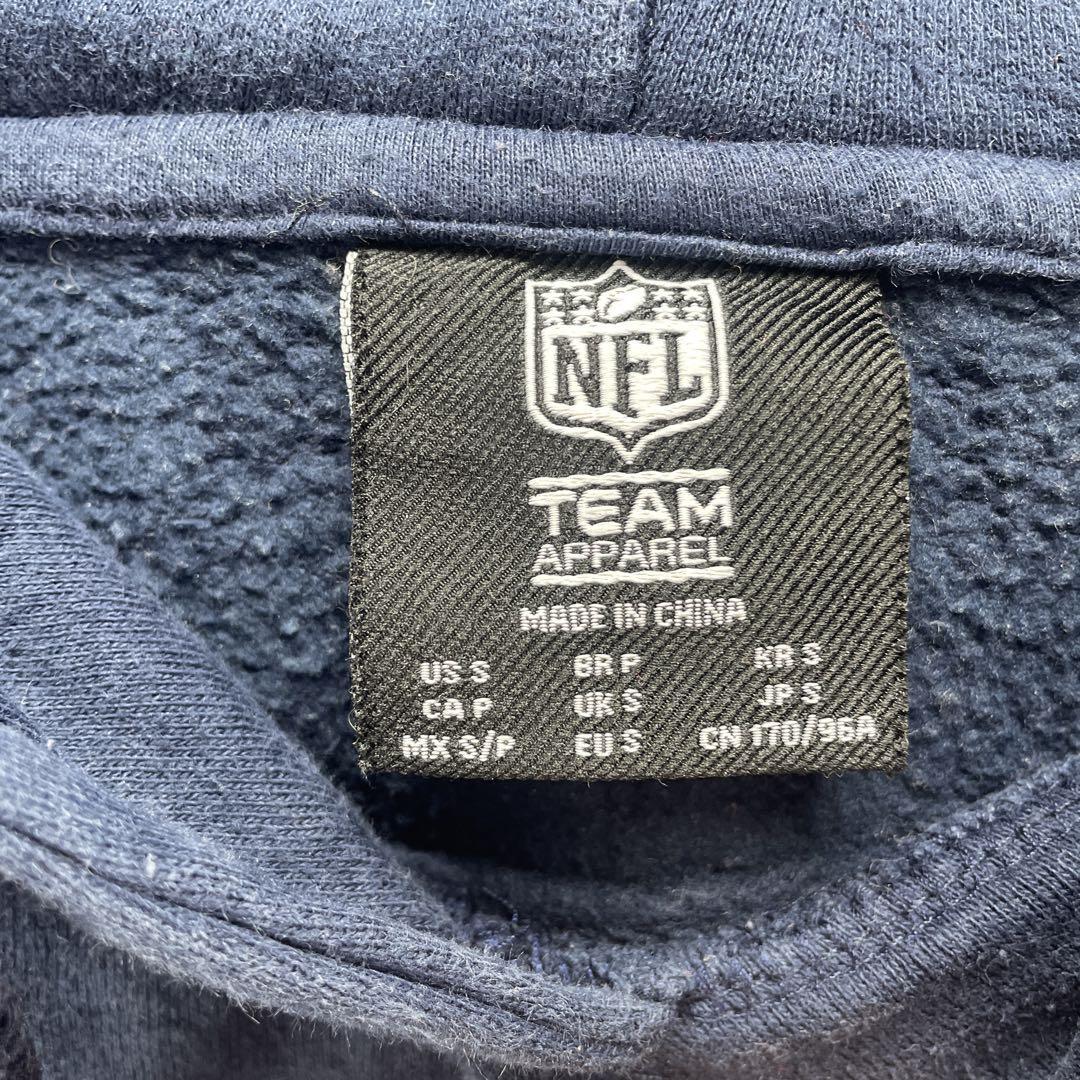 NFL
TEAM
APPAREL
MADE IN CHINA
US S BR P KR S
CA P UK S JP S
MX S/P EU S CN 170/96A